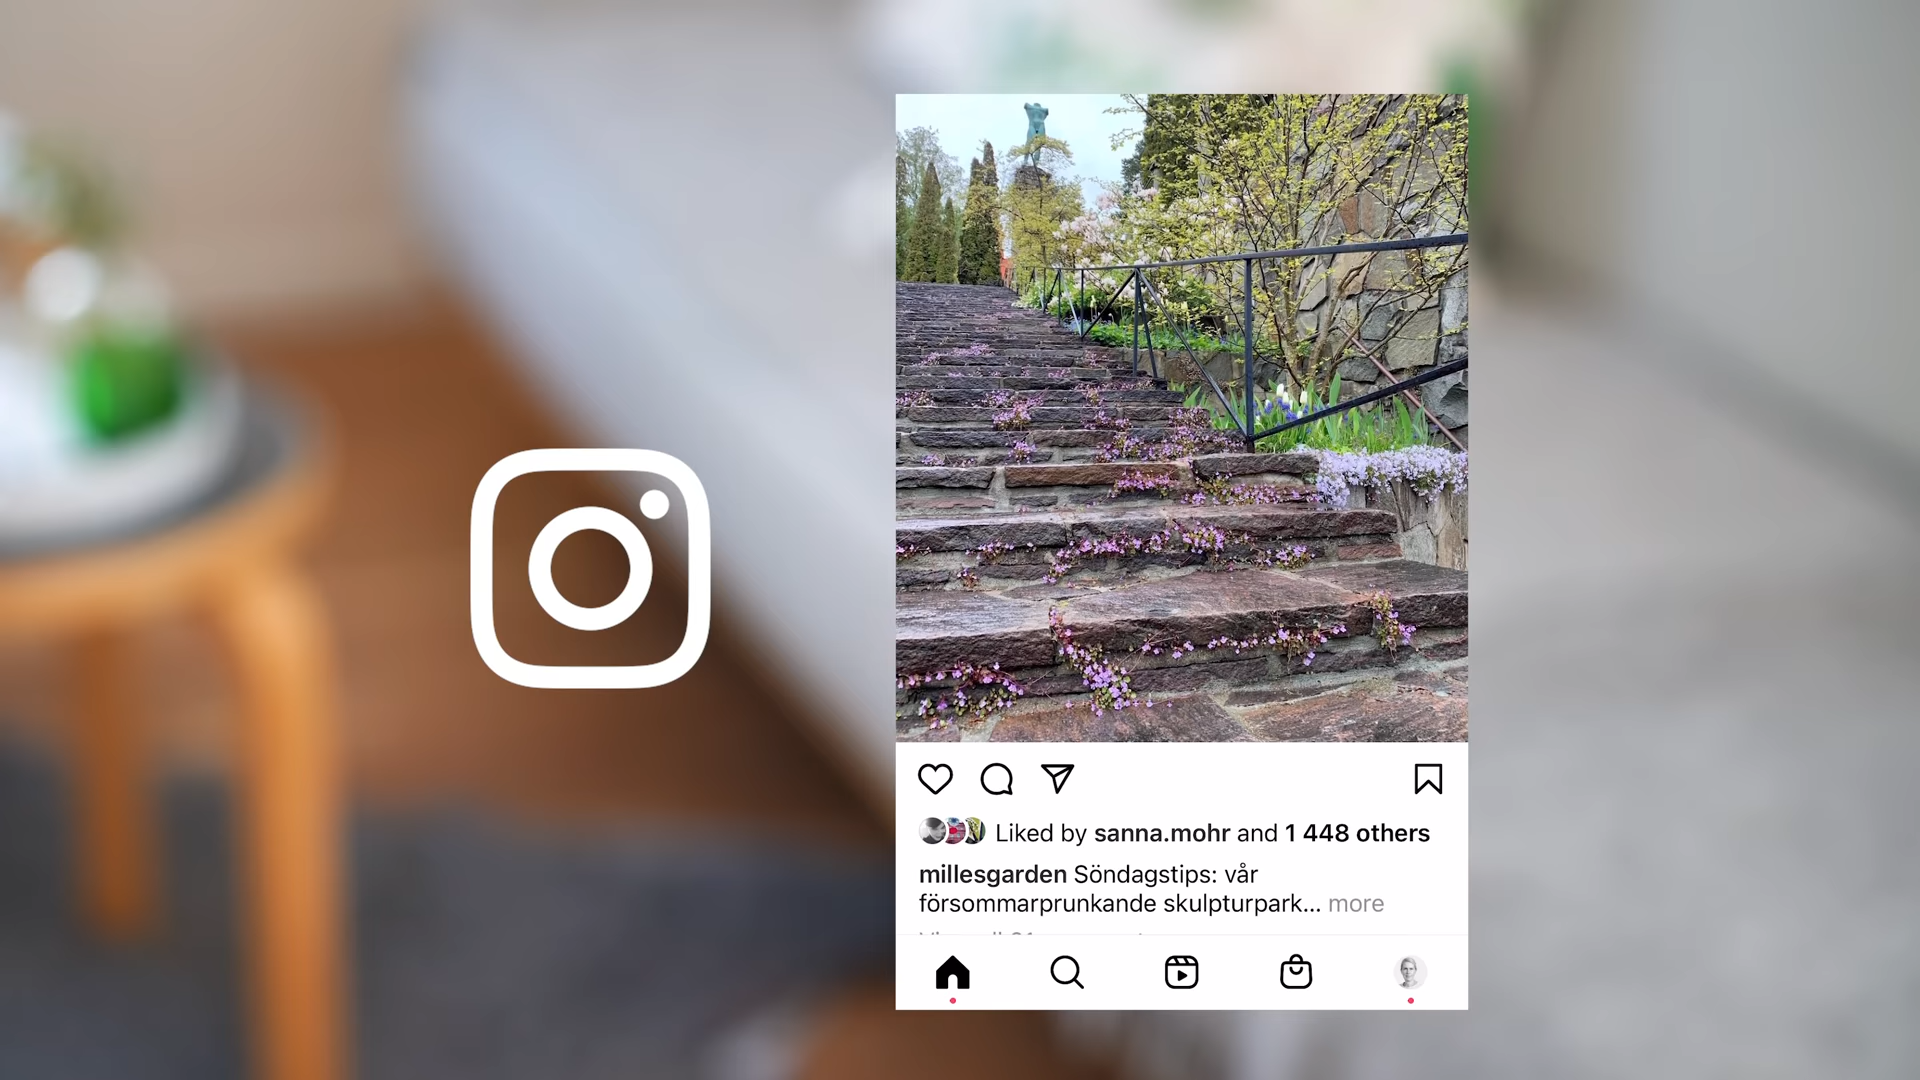 Liked by sanna.mohr and 1 448 others
millesgarden Söndagstips: vår
försommarprunkande skulpturpark... more